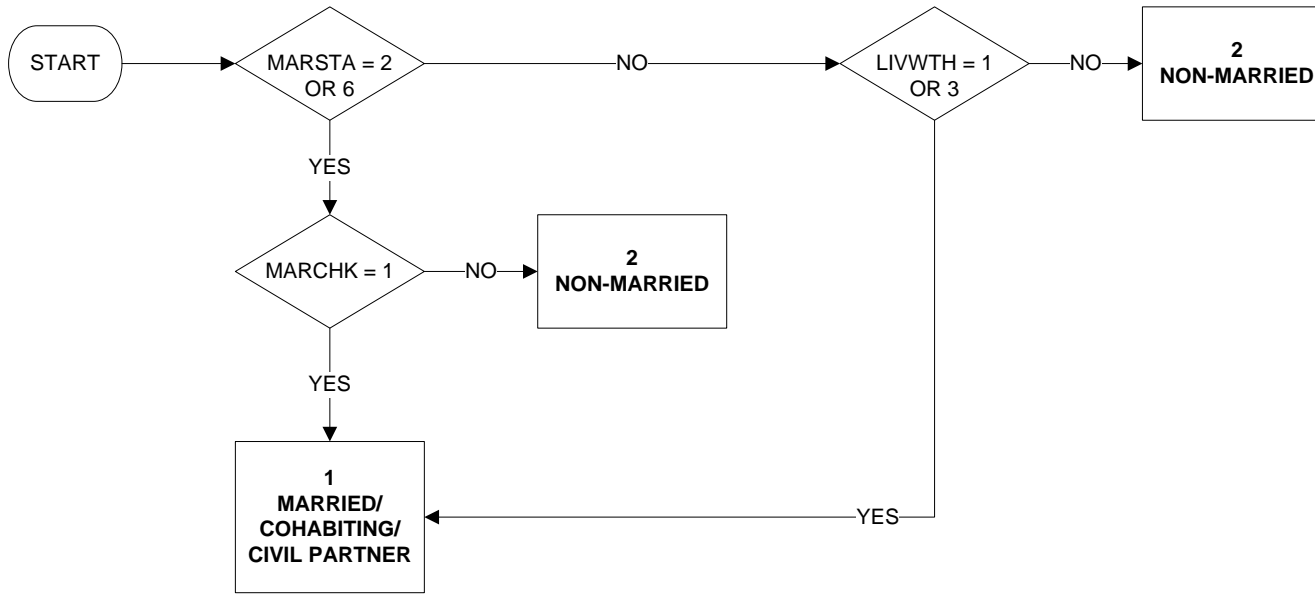 START
MARSTA = 2
OR 6
NO
LIVWTH = 1
OR 3
NO
2
NON-MARRIED
YES
MARCHK = 1
NO
2
NON-MARRIED
YES
1
MARRIED/
COHABITING/
CIVIL PARTNER
YES